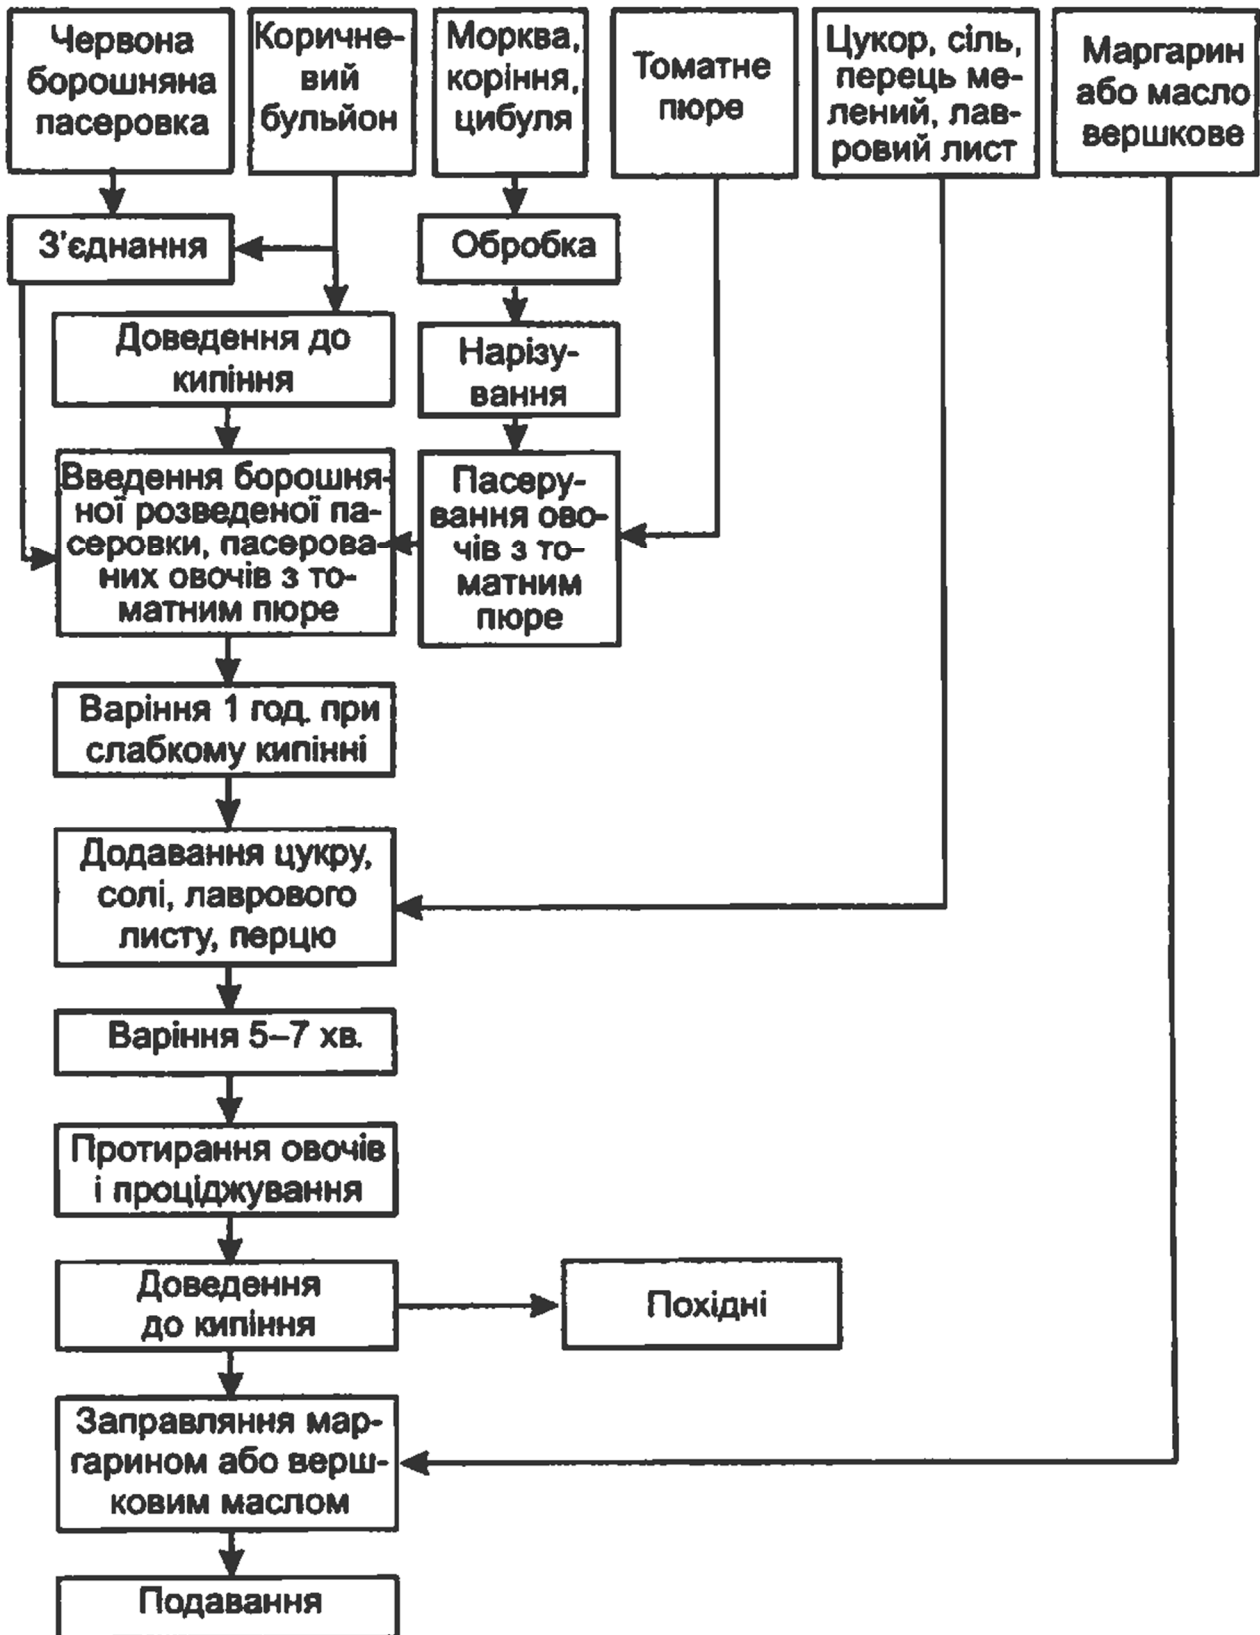 Червона
борошняна
пасеровка
Коричне-
вий
бульйон
Морква,
коріння,
цибуля
Томатне
пюре
Цукор, сіль,
перець ме-
лений, лав-
ровий лист
Маргарин
або масло
вершкове
З’єднання
Обробка
Доведення до
кипіння
Нарізу-
вання
Введення борошня-
ної розведеної па-
серовки, пасерова-
них овочів з то-
матним пюре
Пасеру-
вання ово-
чів з то-
матним
пюре
Варіння 1 год. при
слабкому кипінні
Додавання цукру,
солі, лаврового
листу, перцю
Варіння 5–7 хв.
Протирання овочів
і проціджування
Доведення
до кипіння
Похідні
Заправляння мар-
гарином або верш-
ковим маслом
Подавання